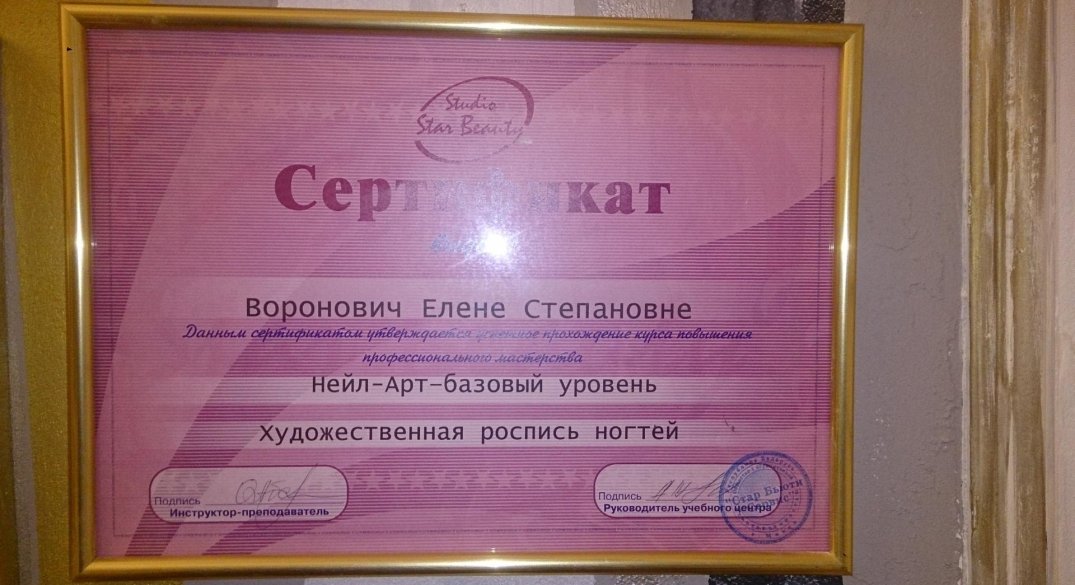 Studio
Star Beauty
Сертификат
Воронович Елене Степановне
Данным сертификатом утверждается успешное прохождение курса повышения
профессионального мастерства
Нейл-Арт-базовый уровень
Художественная роспись ногтей
Подпись
Инструктор-преподаватель
Подпись
Руководитель учебного центра
Стар Бьюти